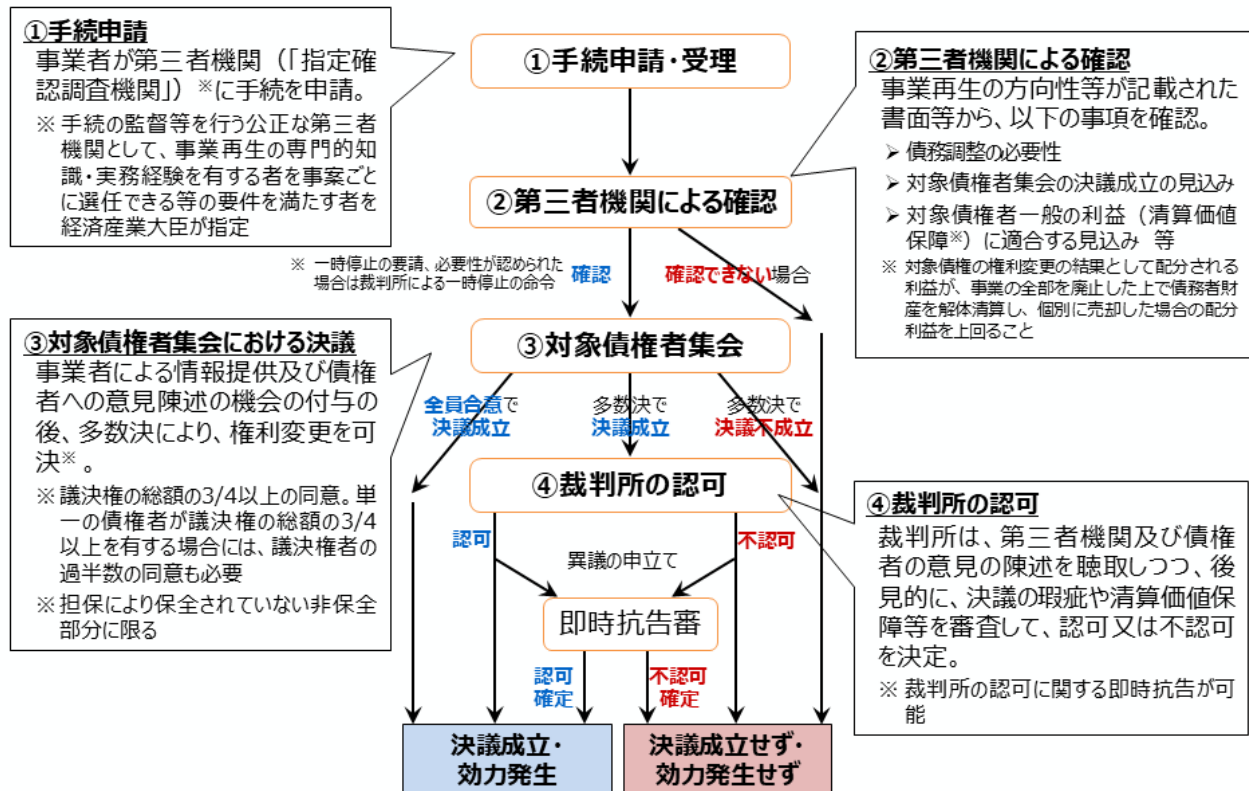 ①手続申請
事業者が第三者機関（「指定確
認調査機関」）※に手続を申請。
※ 手続の監督等を行う公正な第三者
機関として、事業再生の専門的知
識・実務経験を有する者を事案ごと
に選任できる等の要件を満たす者を
経済産業大臣が指定
①手続申請・受理
②第三者機関による確認
事業再生の方向性等が記載された
書面等から、以下の事項を確認。
➢ 債務調整の必要性
➢ 対象債権者集会の決議成立の見込み
➢ 対象債権者一般の利益（清算価値
保障※）に適合する見込み 等
※ 対象債権の権利変更の結果として配分される
利益が、事業の全部を廃止した上で債務者財
産を解体清算し、個別に売却した場合の配分
利益を上回ること
②第三者機関による確認
※ 一時停止の要請、必要性が認められた
場合は裁判所による一時停止の命令
確認
確認できない場合
③対象債権者集会における決議
事業者による情報提供及び債権
者への意見陳述の機会の付与の
後、多数決により、権利変更を可
決※。
※ 議決権の総額の3/4以上の同意。単
一の債権者が議決権の総額の3/4
以上を有する場合には、議決権者の
過半数の同意も必要
※ 担保により保全されていない非保全
部分に限る
③対象債権者集会
全員合意で
決議成立
多数決で
決議成立
多数決で
決議不成立
④裁判所の認可
④裁判所の認可
裁判所は、第三者機関及び債権
者の意見の陳述を聴取しつつ、後
見的に、決議の瑕疵や清算価値保
障等を審査して、認可又は不認可
を決定。
※ 裁判所の認可に関する即時抗告が可
能
認可
異議の申立て
不認可
即時抗告審
認可
確定
不認可
確定
決議成立・
効力発生
決議成立せず・
効力発生せず